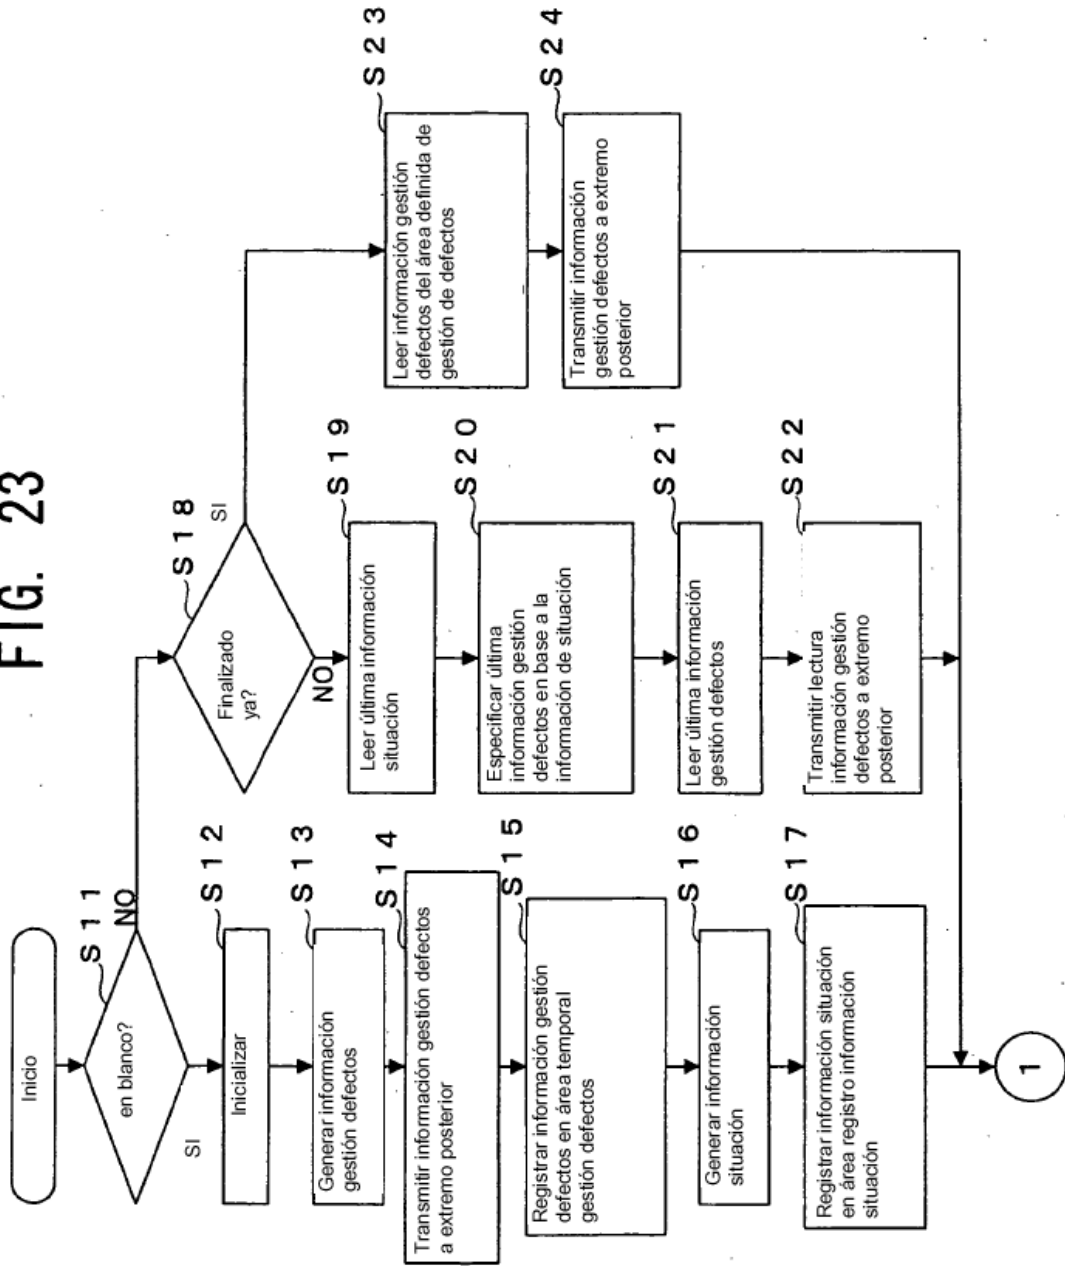 FIG. 23
Inicio
S11
en blanco?
NO
SI
S12
Inicializar
S13
Generar información
gestión defectos
S14
Transmitir información gestión defectos
a extremo posterior
S15
Registrar información gestión
defectos en área temporal
gestión defectos
S16
Generar información
situación
S17
Registrar información situación
en área registro información
situación
S18
Finalizado
ya?
SI
NO
S19
Leer última información
situación
S20
Especificar última
información gestión
defectos en base a la
información de situación
S21
Leer última información
gestión defectos
S22
Transmitir lectura
información gestión
defectos a extremo
posterior
S23
Leer información gestión
defectos del área definida de
gestión de defectos
S24
Transmitir información
gestión defectos a extremo
posterior
1